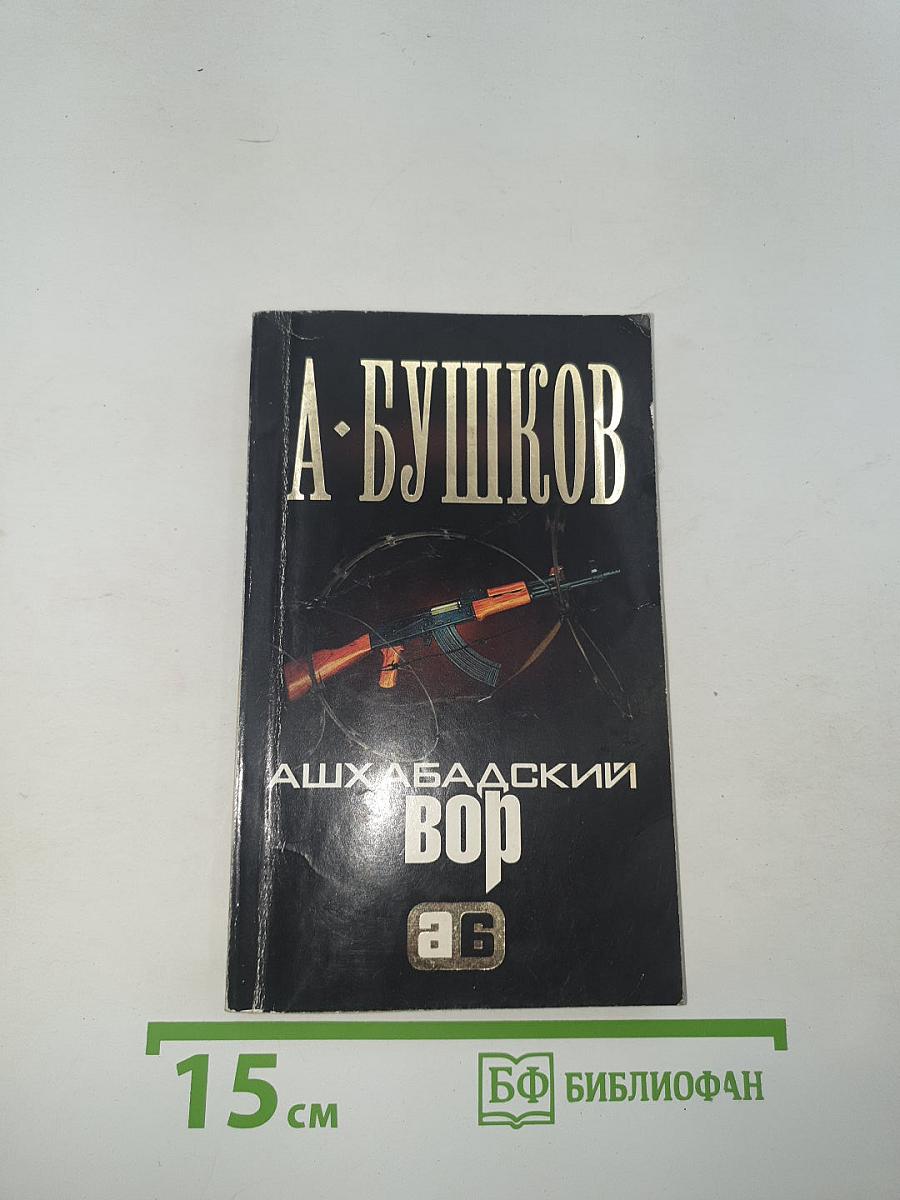 А·БУШКОВ
АШХАБАДСКИЙ
ВОР
аБ
15 см
БФ БИБЛИОФАН